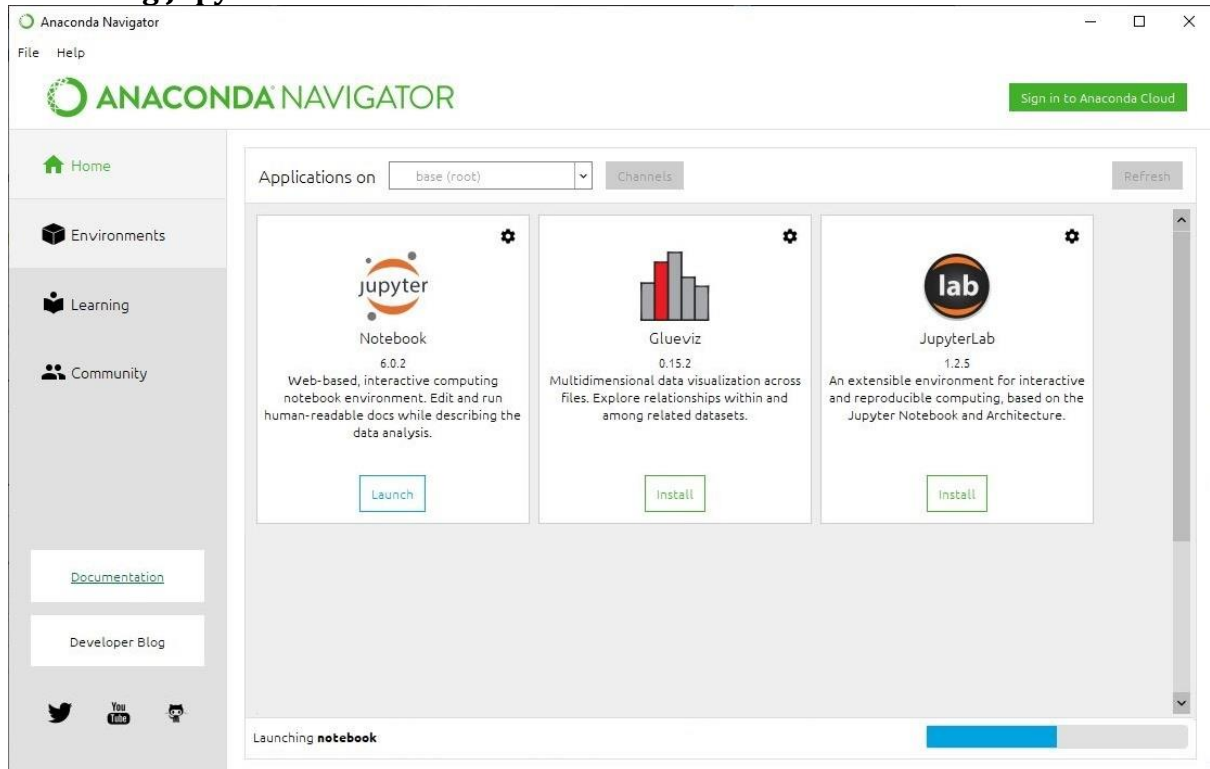 Anaconda Navigator
File Help
ANACONDA NAVIGATOR
Sign in to Anaconda Cloud
Home
Environments
Learning
Community
Documentation
Developer Blog
You
Tube
Applications on base (root) Channels Refresh
jupyter
Notebook
6.0.2
Web-based, interactive computing
notebook environment. Edit and run
human-readable docs while describing the
data analysis.
Launch
Glueviz
0.15.2
Multidimensional data visualization across
files. Explore relationships within and
among related datasets.
Install
lab
JupyterLab
1.2.5
An extensible environment for interactive
and reproducible computing, based on the
Jupyter Notebook and Architecture.
Install
Launching notebook